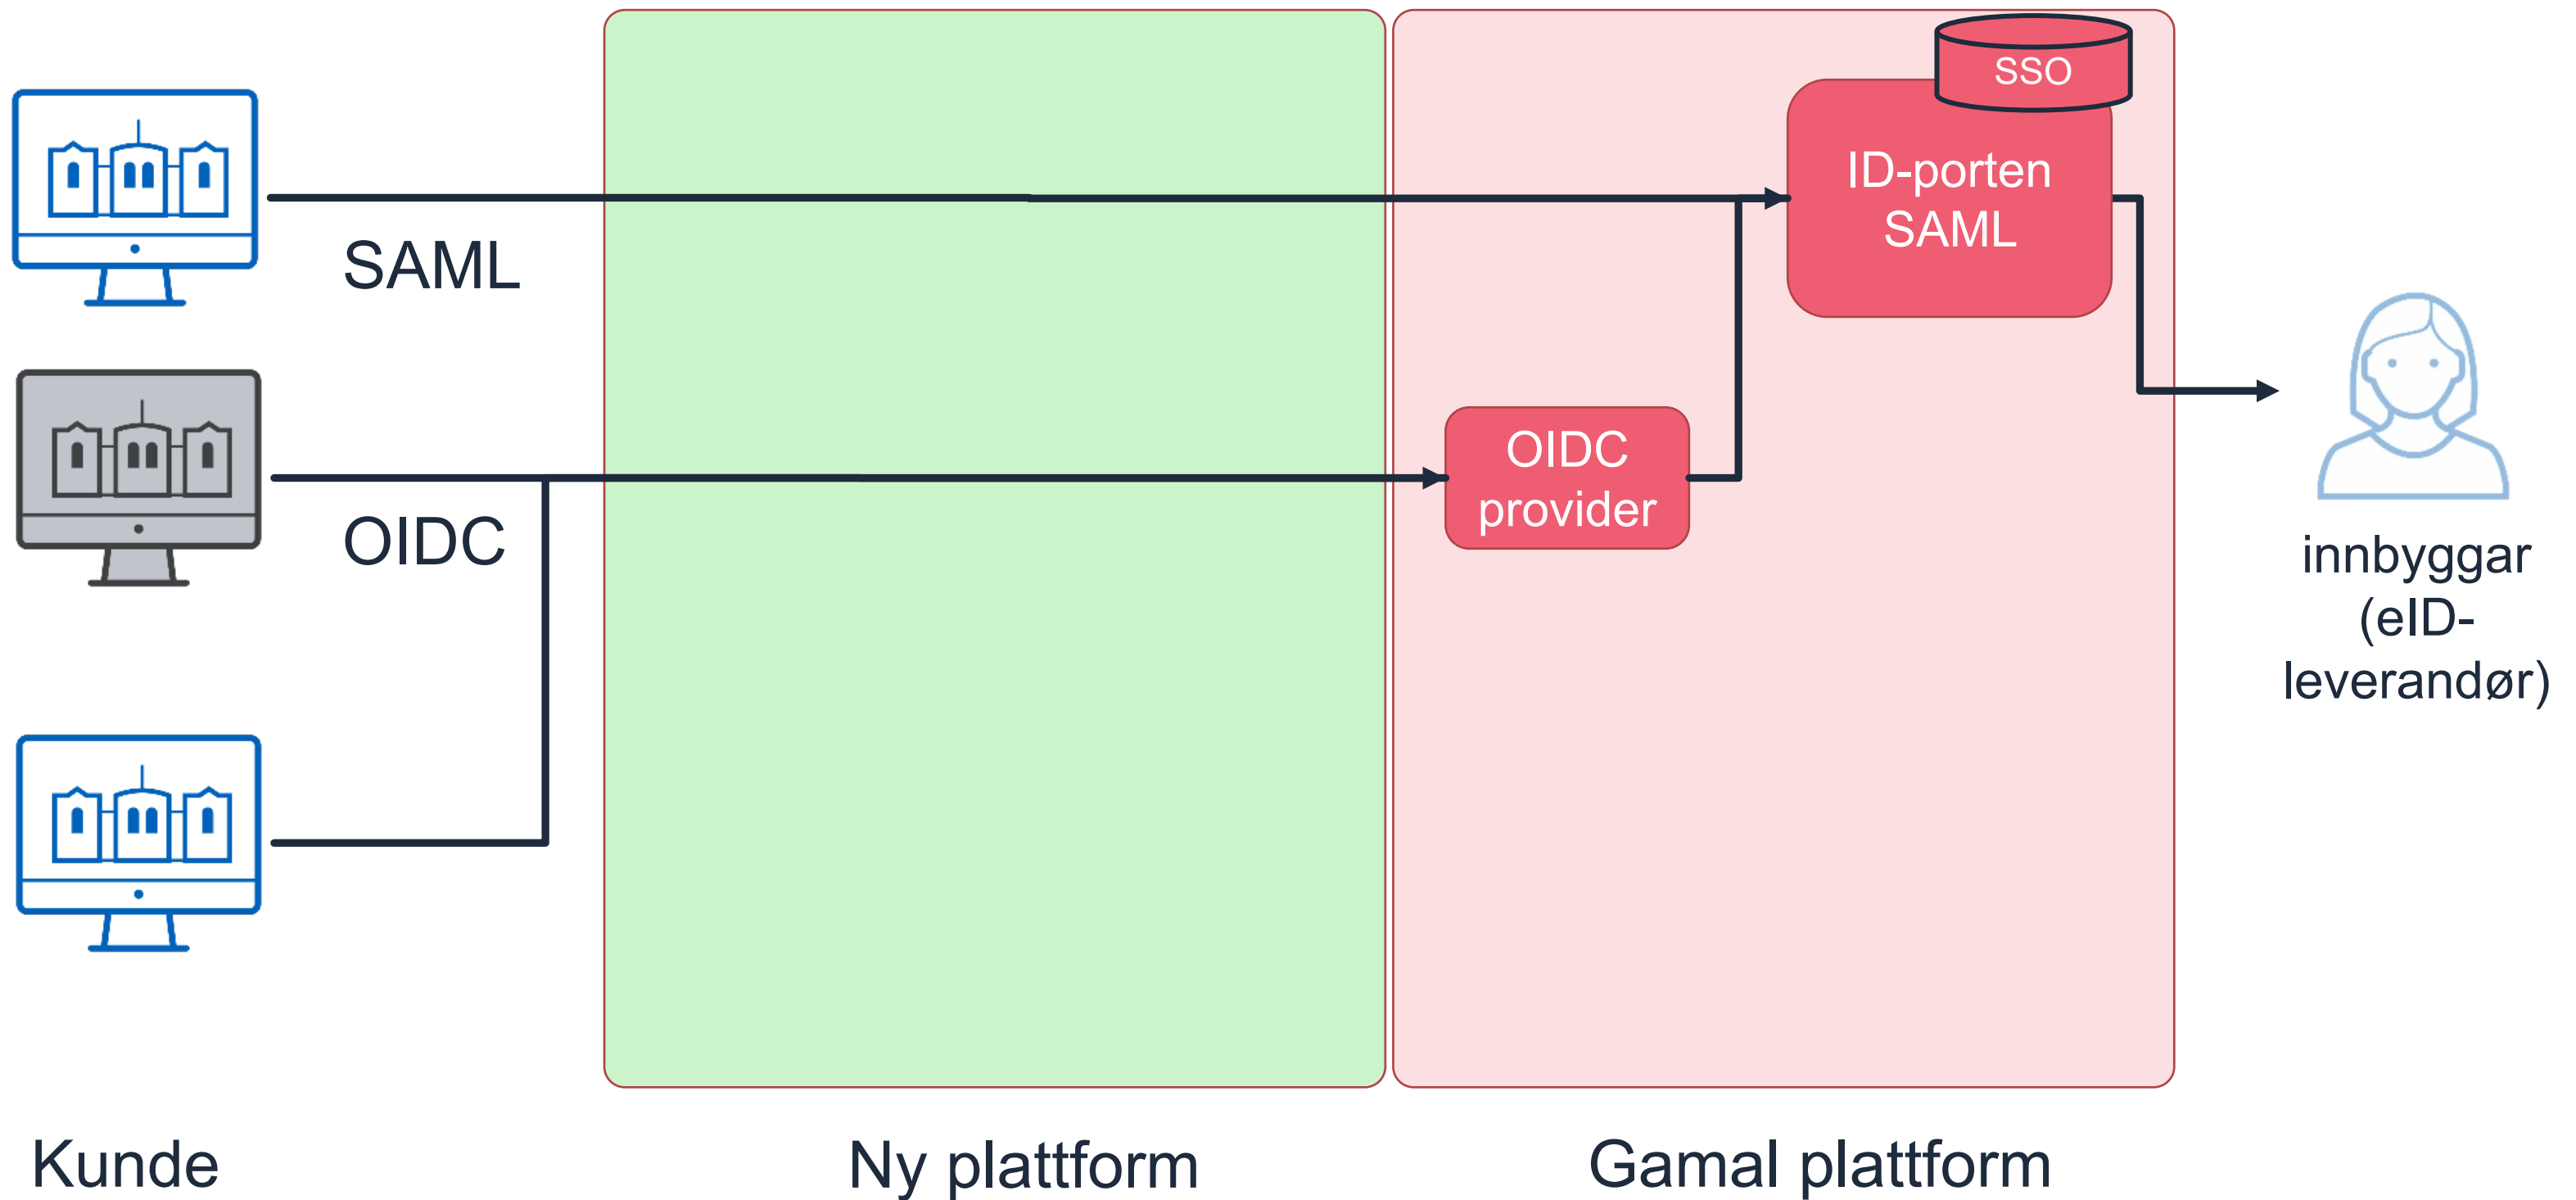 SSO
ID-porten
SAML
SAML
OIDC
provider
OIDC
innbyggar
(eID-
leverandør)
Kunde
Ny plattform
Gamal plattform